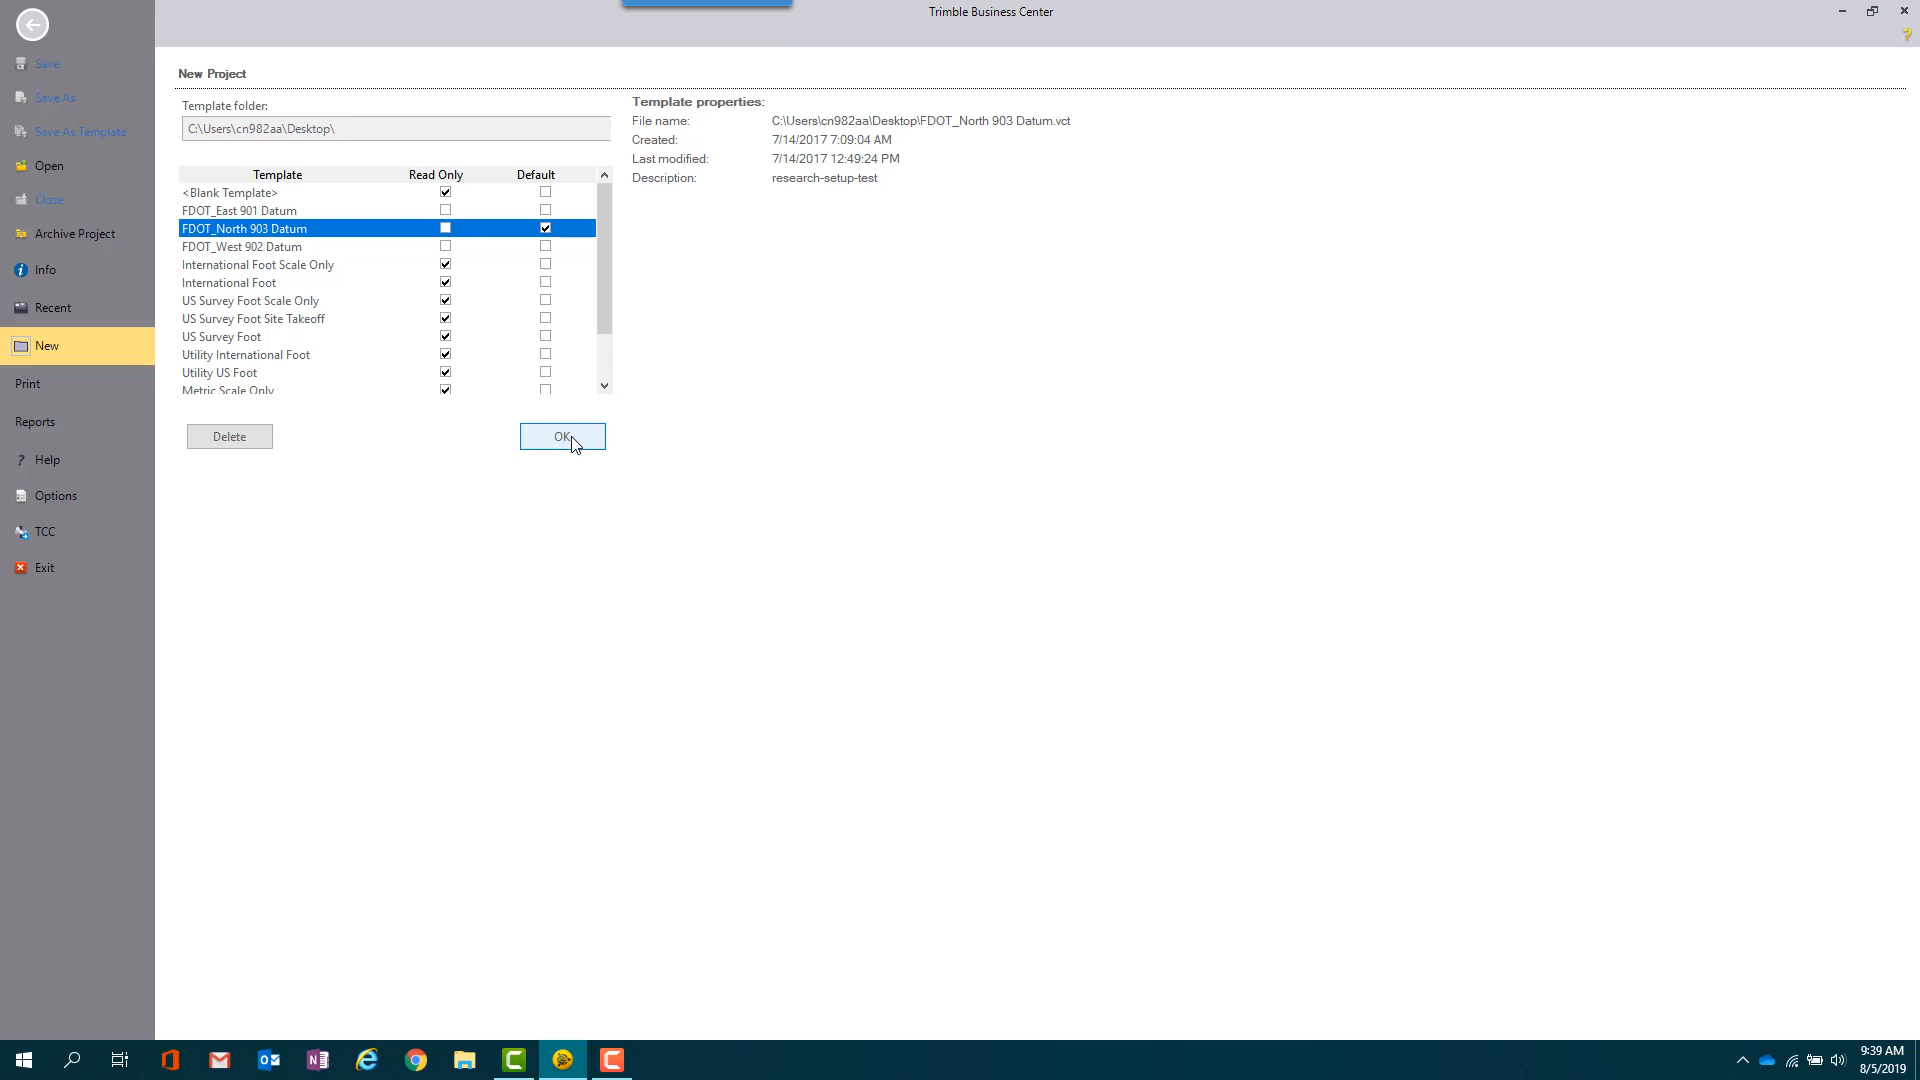 Trimble Business Center
Save
Save As
Save As Template
Open
Close
Archive Project
Info
Recent
New
Print
Reports
Help
Options
TCC
Exit
New Project
Template folder:
C:\Users\cn982aa\Desktop\
Template Read Only Default
<Blank Template>
FDOT_East 901 Datum
FDOT_North 903 Datum
FDOT_West 902 Datum
International Foot Scale Only
International Foot
US Survey Foot Scale Only
US Survey Foot Site Takeoff
US Survey Foot
Utility International Foot
Utility US Foot
Metric Scale Only
Delete
OK
Template properties:
File name: C:\Users\cn982aa\Desktop\FDOT_North 903 Datum.vct
Created: 7/14/2017 7:09:04 AM
Last modified: 7/14/2017 12:49:24 PM
Description: research-setup-test
9:39 AM
8/5/2019